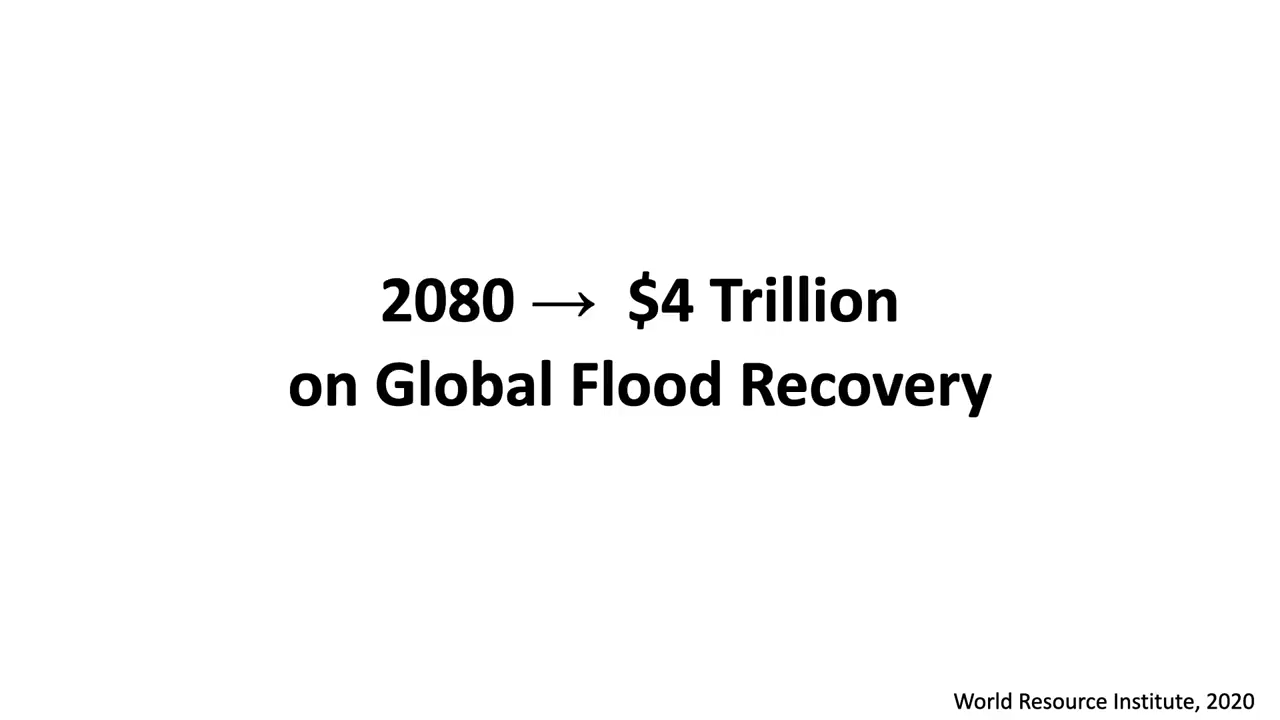 2080 → $4 Trillion
on Global Flood Recovery
World Resource Institute, 2020